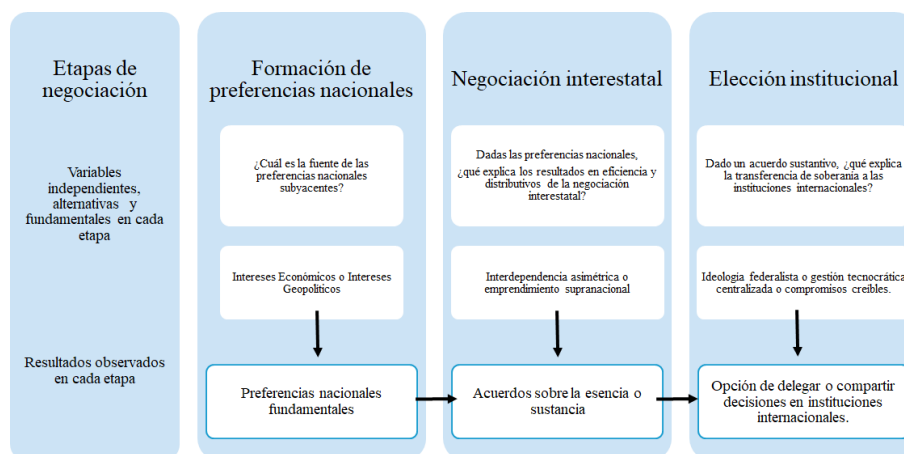 Etapas de
negociación
Variables
independientes,
alternativas y
fundamentales en cada
etapa
Resultados observados
en cada etapa
Formación de
preferencias nacionales
¿Cuál es la fuente de las
preferencias nacionales
subyacentes?
Intereses Económicos o Intereses
Geopolíticos
Preferencias nacionales
fundamentales
Negociación interestatal
Dadas las preferencias nacionales,
¿qué explica los resultados en eficiencia y
distributivos de la negociación
interestatal?
Interdependencia asimétrica o
emprendimiento supranacional
Acuerdos sobre la esencia o
sustancia
Elección institucional
Dado un acuerdo sustantivo, ¿qué explica
la transferencia de soberanía a las
instituciones internacionales?
Ideología federalista o gestión tecnocrática
centralizada o compromisos creíbles.
Opción de delegar o compartir
decisiones en instituciones
internacionales.